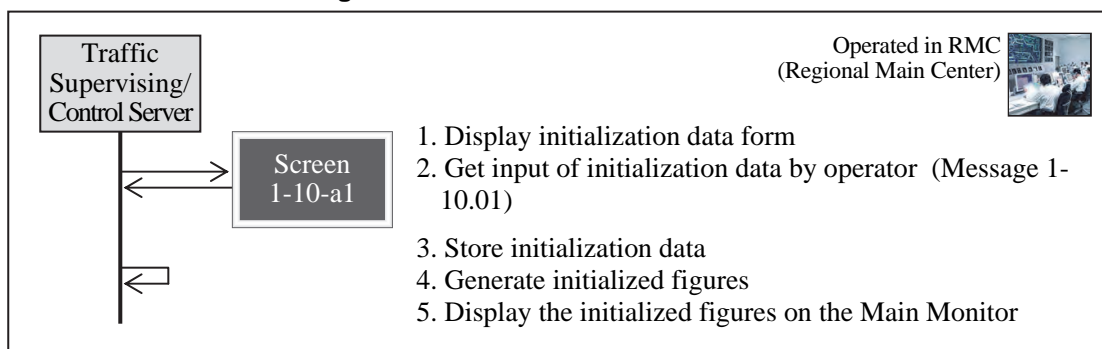 Traffic
Supervising/
Control Server
Operated in RMC
(Regional Main Center)
Screen
1-10-a1
1. Display initialization data form
2. Get input of initialization data by operator (Message 1-
10.01)
3. Store initialization data
4. Generate initialized figures
5. Display the initialized figures on the Main Monitor